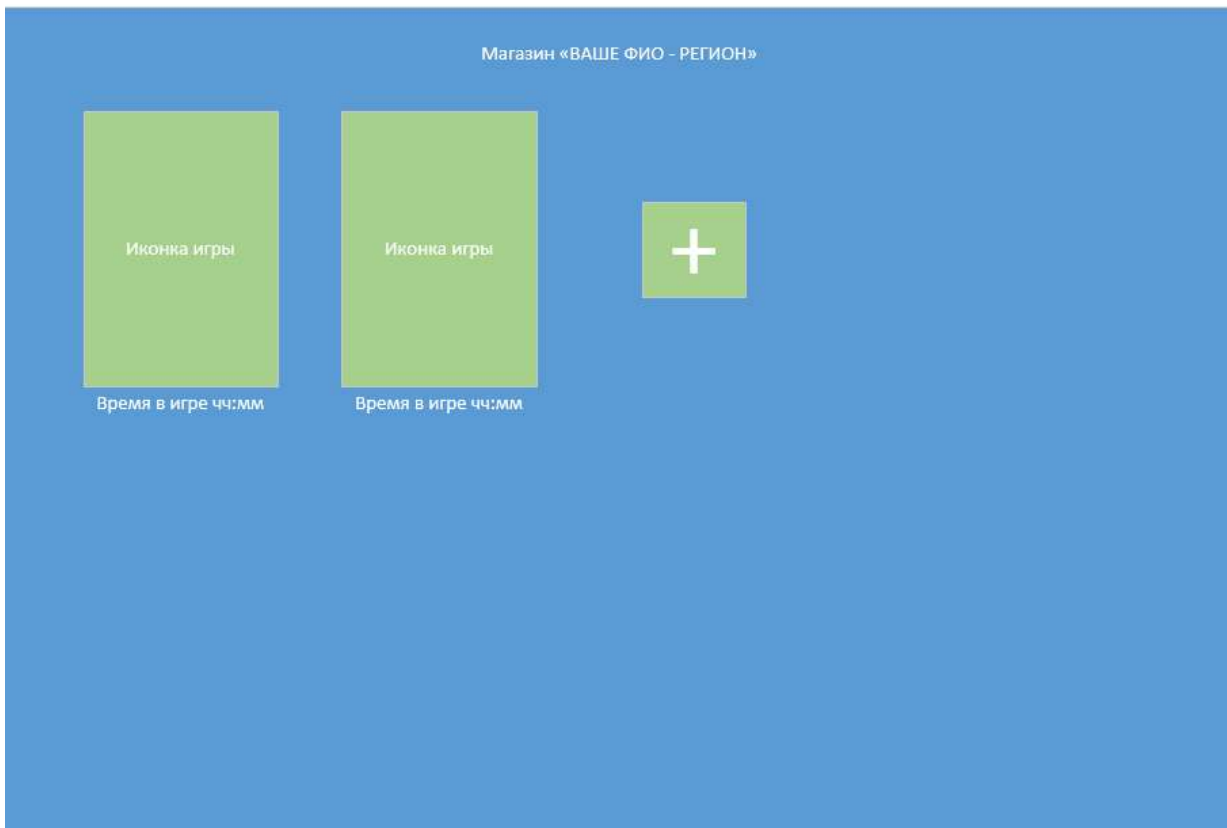 Магазин «ВАШЕ ФИО - РЕГИОН»
Иконка игры
Иконка игры
+
Время в игре чч:мм
Время в игре чч:мм